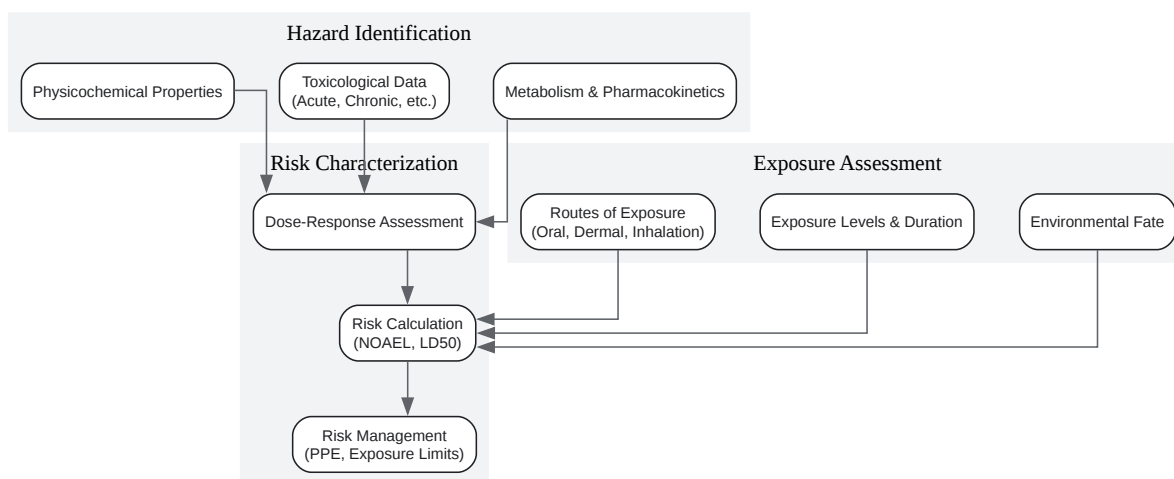 Hazard Identification
Physicochemical Properties
Toxicological Data
(Acute, Chronic, etc.)
Metabolism & Pharmacokinetics
Risk Characterization
Exposure Assessment
Dose-Response Assessment
Routes of Exposure
(Oral, Dermal, Inhalation)
Exposure Levels & Duration
Environmental Fate
Risk Calculation
(NOAEL, LD50)
Risk Management
(PPE, Exposure Limits)